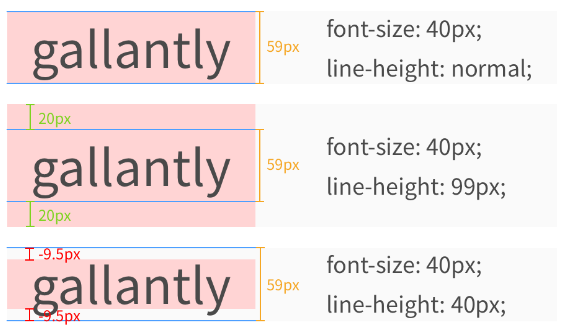 gallantly
59px
font-size: 40px;
line-height: normal;
20px
gallantly
59px
20px
font-size: 40px;
line-height: 99px;
-9.5px
gallantly
59px
-9.5px
font-size: 40px;
line-height: 40px;